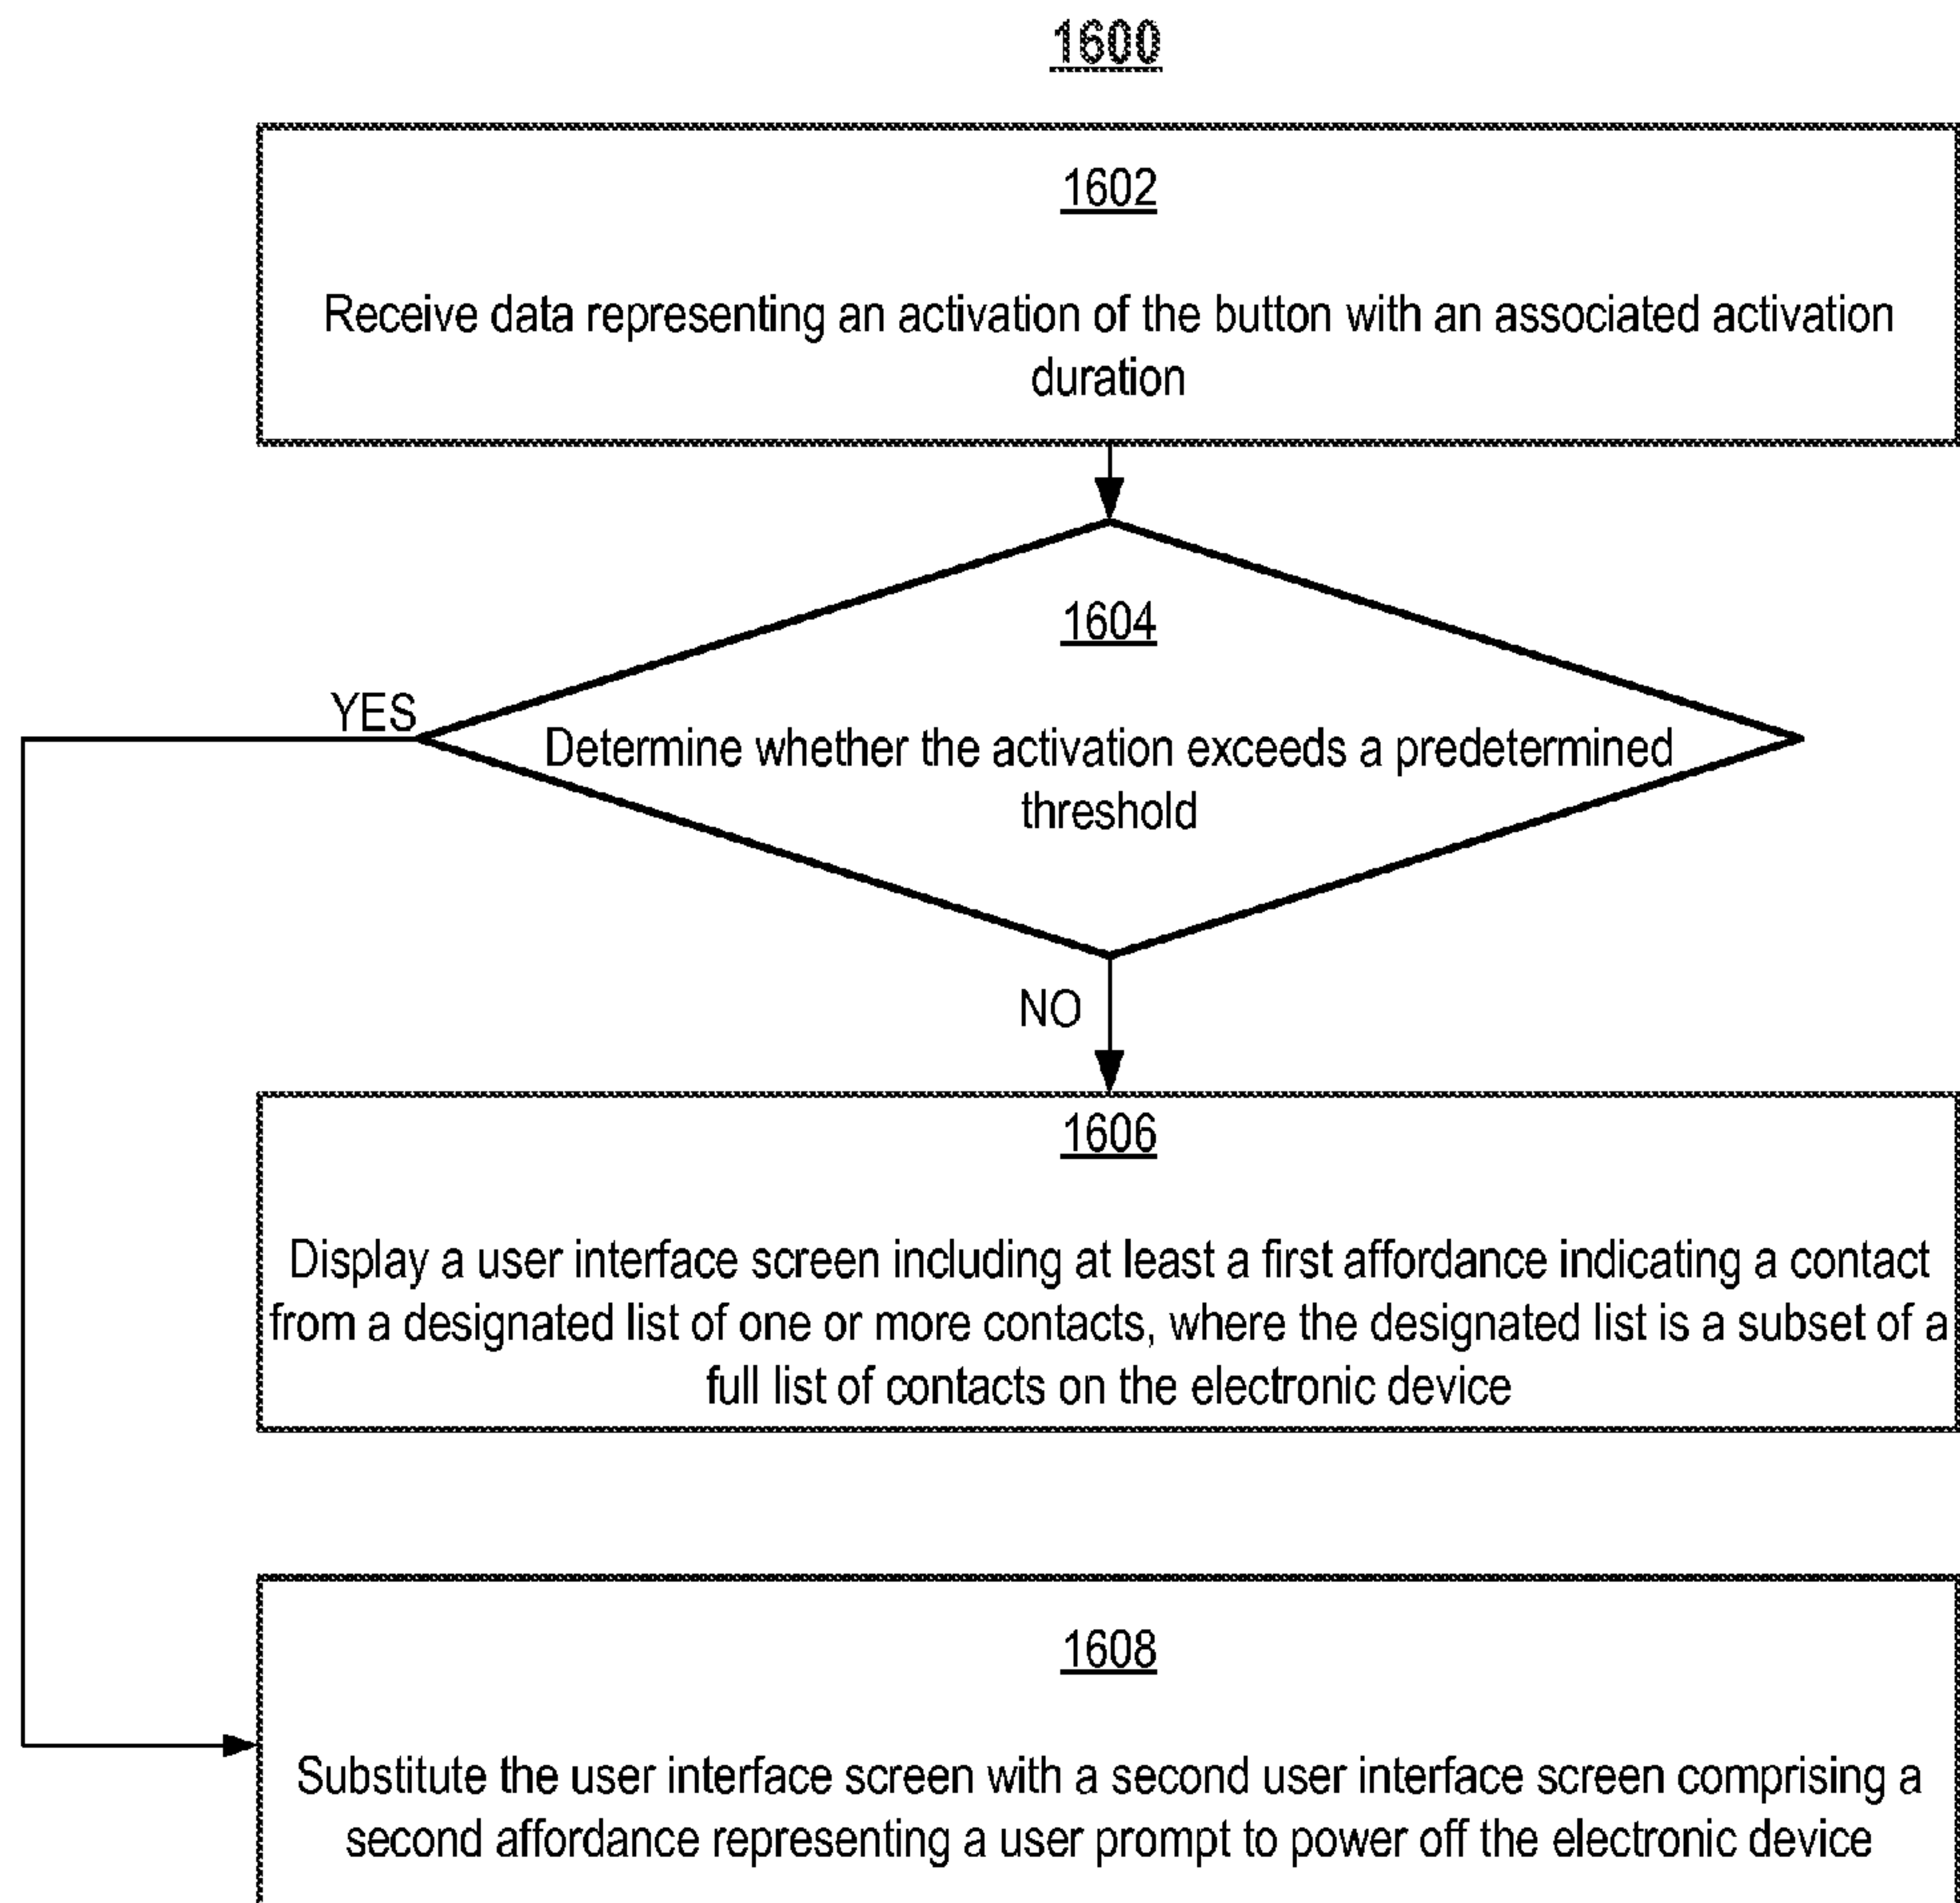 1600
1602
Receive data representing an activation of the button with an associated activation
duration
1604
YES
Determine whether the activation exceeds a predetermined
threshold
NO
1606
Display a user interface screen including at least a first affordance indicating a contact
from a designated list of one or more contacts, where the designated list is a subset of a
full list of contacts on the electronic device
1608
Substitute the user interface screen with a second user interface screen comprising a
second affordance representing a user prompt to power off the electronic device